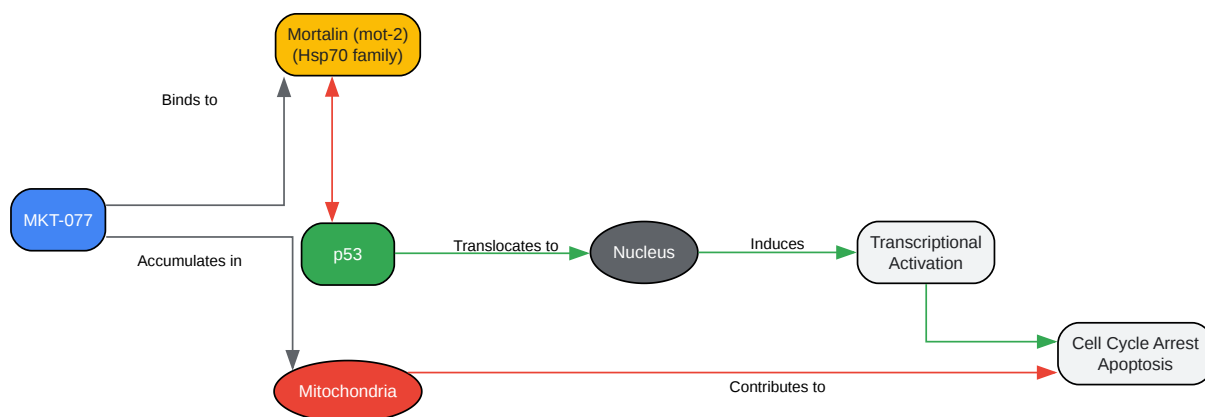 Mortalin (mot-2)
(Hsp70 family)
Binds to
MKT-077
Accumulates in
p53
Translocates to
Nucleus
Induces
Transcriptional
Activation
Cell Cycle Arrest
Apoptosis
Mitochondria
Contributes to